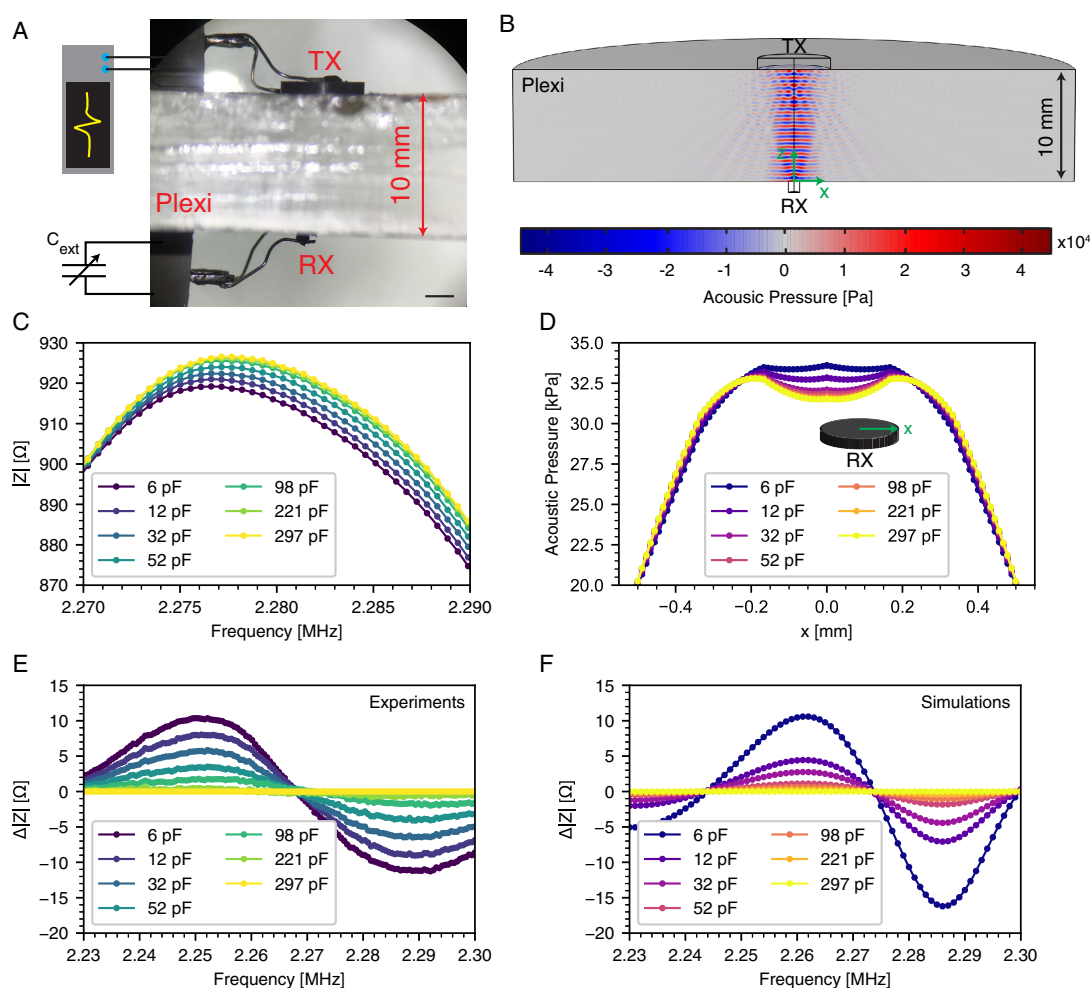 A
TX
Plexi
10 mm
RX
Cext
B
TX
Plexi
10 mm
z
x
RX
x10⁴
-4 -3 -2 -1 0 1 2 3 4
Acousic Pressure [Pa]
C
930
920
910
900
890
880
870
|Z| [Ω]
6 pF 98 pF
12 pF 221 pF
32 pF 297 pF
52 pF
2.270 2.275 2.280 2.285 2.290
Frequency [MHz]
D
35.0
32.5
30.0
27.5
25.0
22.5
20.0
Acoustic Pressure [kPa]
x
RX
6 pF 98 pF
12 pF 221 pF
32 pF 297 pF
52 pF
−0.4 −0.2 0.0 0.2 0.4
x [mm]
E
15
10
5
0
−5
−10
−15
−20
Δ|Z| [Ω]
Experiments
6 pF 98 pF
12 pF 221 pF
32 pF 297 pF
52 pF
2.23 2.24 2.25 2.26 2.27 2.28 2.29 2.30
Frequency [MHz]
F
15
10
5
0
−5
−10
−15
−20
Δ|Z| [Ω]
Simulations
6 pF 98 pF
12 pF 221 pF
32 pF 297 pF
52 pF
2.23 2.24 2.25 2.26 2.27 2.28 2.29 2.30
Frequency [MHz]